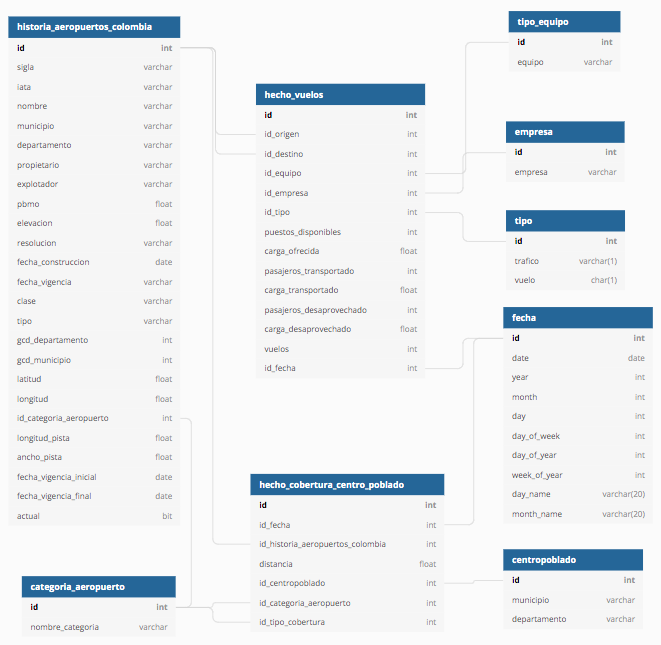 historia_aeropuertos_colombia
id int
sigla varchar
iata varchar
nombre varchar
municipio varchar
departamento varchar
propietario varchar
explotador varchar
pbmo float
elevacion float
resolucion varchar
fecha_construccion date
fecha_vigencia varchar
clase varchar
tipo varchar
gcd_departamento int
gcd_municipio int
latitud float
longitud float
id_categoria_aeropuerto int
longitud_pista float
ancho_pista float
fecha_vigencia_inicial date
fecha_vigencia_final date
actual bit
categoria_aeropuerto
id int
nombre_categoria varchar
hecho_vuelos
id int
id_origen int
id_destino int
id_equipo int
id_empresa int
id_tipo int
puestos_disponibles int
carga_ofrecida float
pasajeros_transportado int
carga_transportado float
pasajeros_desaprovechado int
carga_desaprovechado float
vuelos int
id_fecha int
hecho_cobertura_centro_poblado
id int
id_fecha int
id_historia_aeropuertos_colombia int
distancia float
id_centropoblado int
id_categoria_aeropuerto int
id_tipo_cobertura int
tipo_equipo
id int
equipo varchar
empresa
id int
empresa varchar
tipo
id int
trafico varchar(1)
vuelo char(1)
fecha
id int
date date
year int
month int
day int
day_of_week int
day_of_year int
week_of_year int
day_name varchar(20)
month_name varchar(20)
centropoblado
id int
municipio varchar
departamento varchar